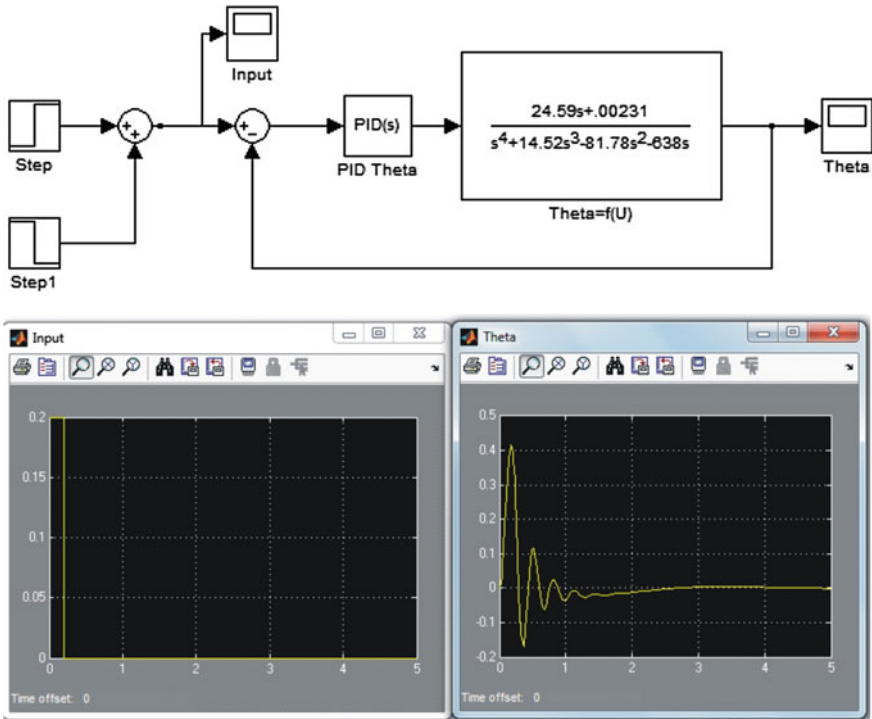 Input
Step
+
+
+
−
PID(s)
PID Theta
24.59s+.00231
s⁴+14.52s³-81.78s²-638s
Theta=f(U)
Theta
Step1
Input
0.2
0.15
0.1
0.05
0
0 1 2 3 4 5
Time offset: 0
Theta
0.5
0.4
0.3
0.2
0.1
0
-0.1
-0.2
0 1 2 3 4 5
Time offset: 0